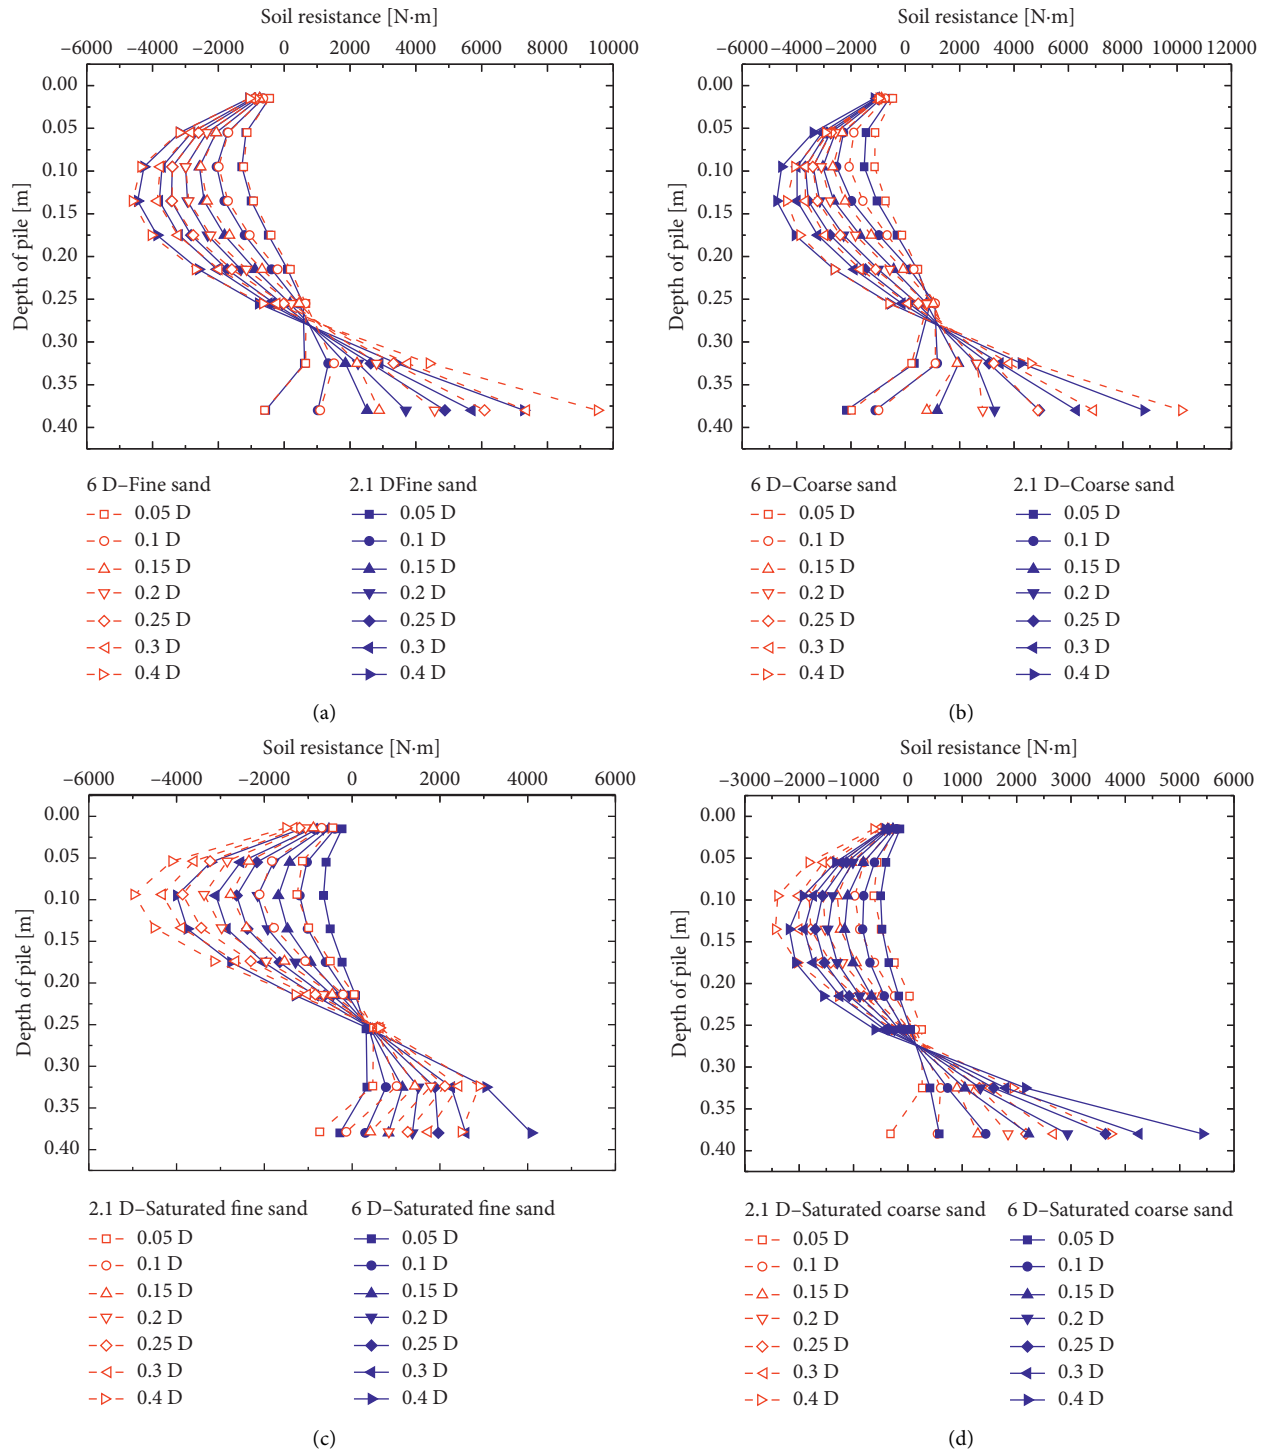 Soil resistance [N·m]
–6000 –4000 –2000 0 2000 4000 6000 8000 10000
0.00
0.05
0.10
0.15
0.20
0.25
0.30
0.35
0.40
Depth of pile [m]
6 D–Fine sand
0.05 D
0.1 D
0.15 D
0.2 D
0.25 D
0.3 D
0.4 D
2.1 DFine sand
0.05 D
0.1 D
0.15 D
0.2 D
0.25 D
0.3 D
0.4 D
(a)
Soil resistance [N·m]
–6000 –4000 –2000 0 2000 4000 6000 8000 10000 12000
0.00
0.05
0.10
0.15
0.20
0.25
0.30
0.35
0.40
Depth of pile [m]
6 D–Coarse sand
0.05 D
0.1 D
0.15 D
0.2 D
0.25 D
0.3 D
0.4 D
2.1 D–Coarse sand
0.05 D
0.1 D
0.15 D
0.2 D
0.25 D
0.3 D
0.4 D
(b)
Soil resistance [N·m]
–6000 –4000 –2000 0 2000 4000 6000
0.00
0.05
0.10
0.15
0.20
0.25
0.30
0.35
0.40
Depth of pile [m]
2.1 D–Saturated fine sand
0.05 D
0.1 D
0.15 D
0.2 D
0.25 D
0.3 D
0.4 D
6 D–Saturated fine sand
0.05 D
0.1 D
0.15 D
0.2 D
0.25 D
0.3 D
0.4 D
(c)
Soil resistance [N·m]
–3000 –2000 –1000 0 1000 2000 3000 4000 5000 6000
0.00
0.05
0.10
0.15
0.20
0.25
0.30
0.35
0.40
Depth of pile [m]
2.1 D–Saturated coarse sand
0.05 D
0.1 D
0.15 D
0.2 D
0.25 D
0.3 D
0.4 D
6 D–Saturated coarse sand
0.05 D
0.1 D
0.15 D
0.2 D
0.25 D
0.3 D
0.4 D
(d)